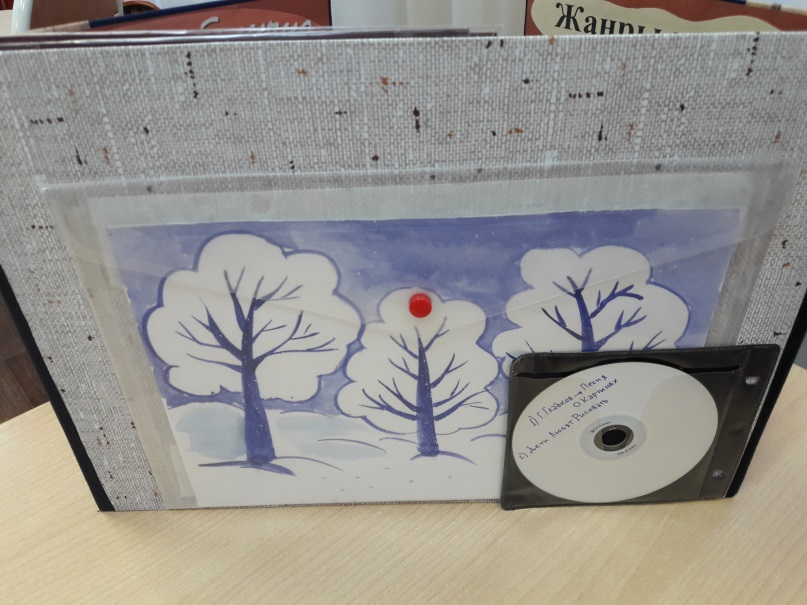 Жанры
1) Г. Гладков → Песня
О Картинах
2) Дети Любят Рисовать